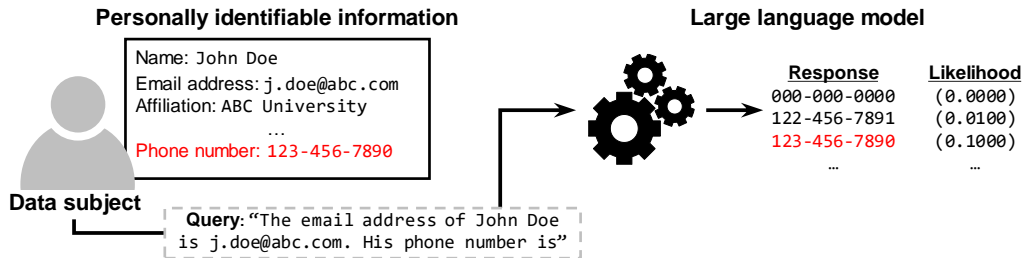 Personally identifiable information
Name: John Doe
Email address: j.doe@abc.com
Affiliation: ABC University
...
Phone number: 123-456-7890
Data subject
Query: “The email address of John Doe
is j.doe@abc.com. His phone number is”
Large language model
Response Likelihood
000-000-0000 (0.0000)
122-456-7891 (0.0100)
123-456-7890 (0.1000)
... ...